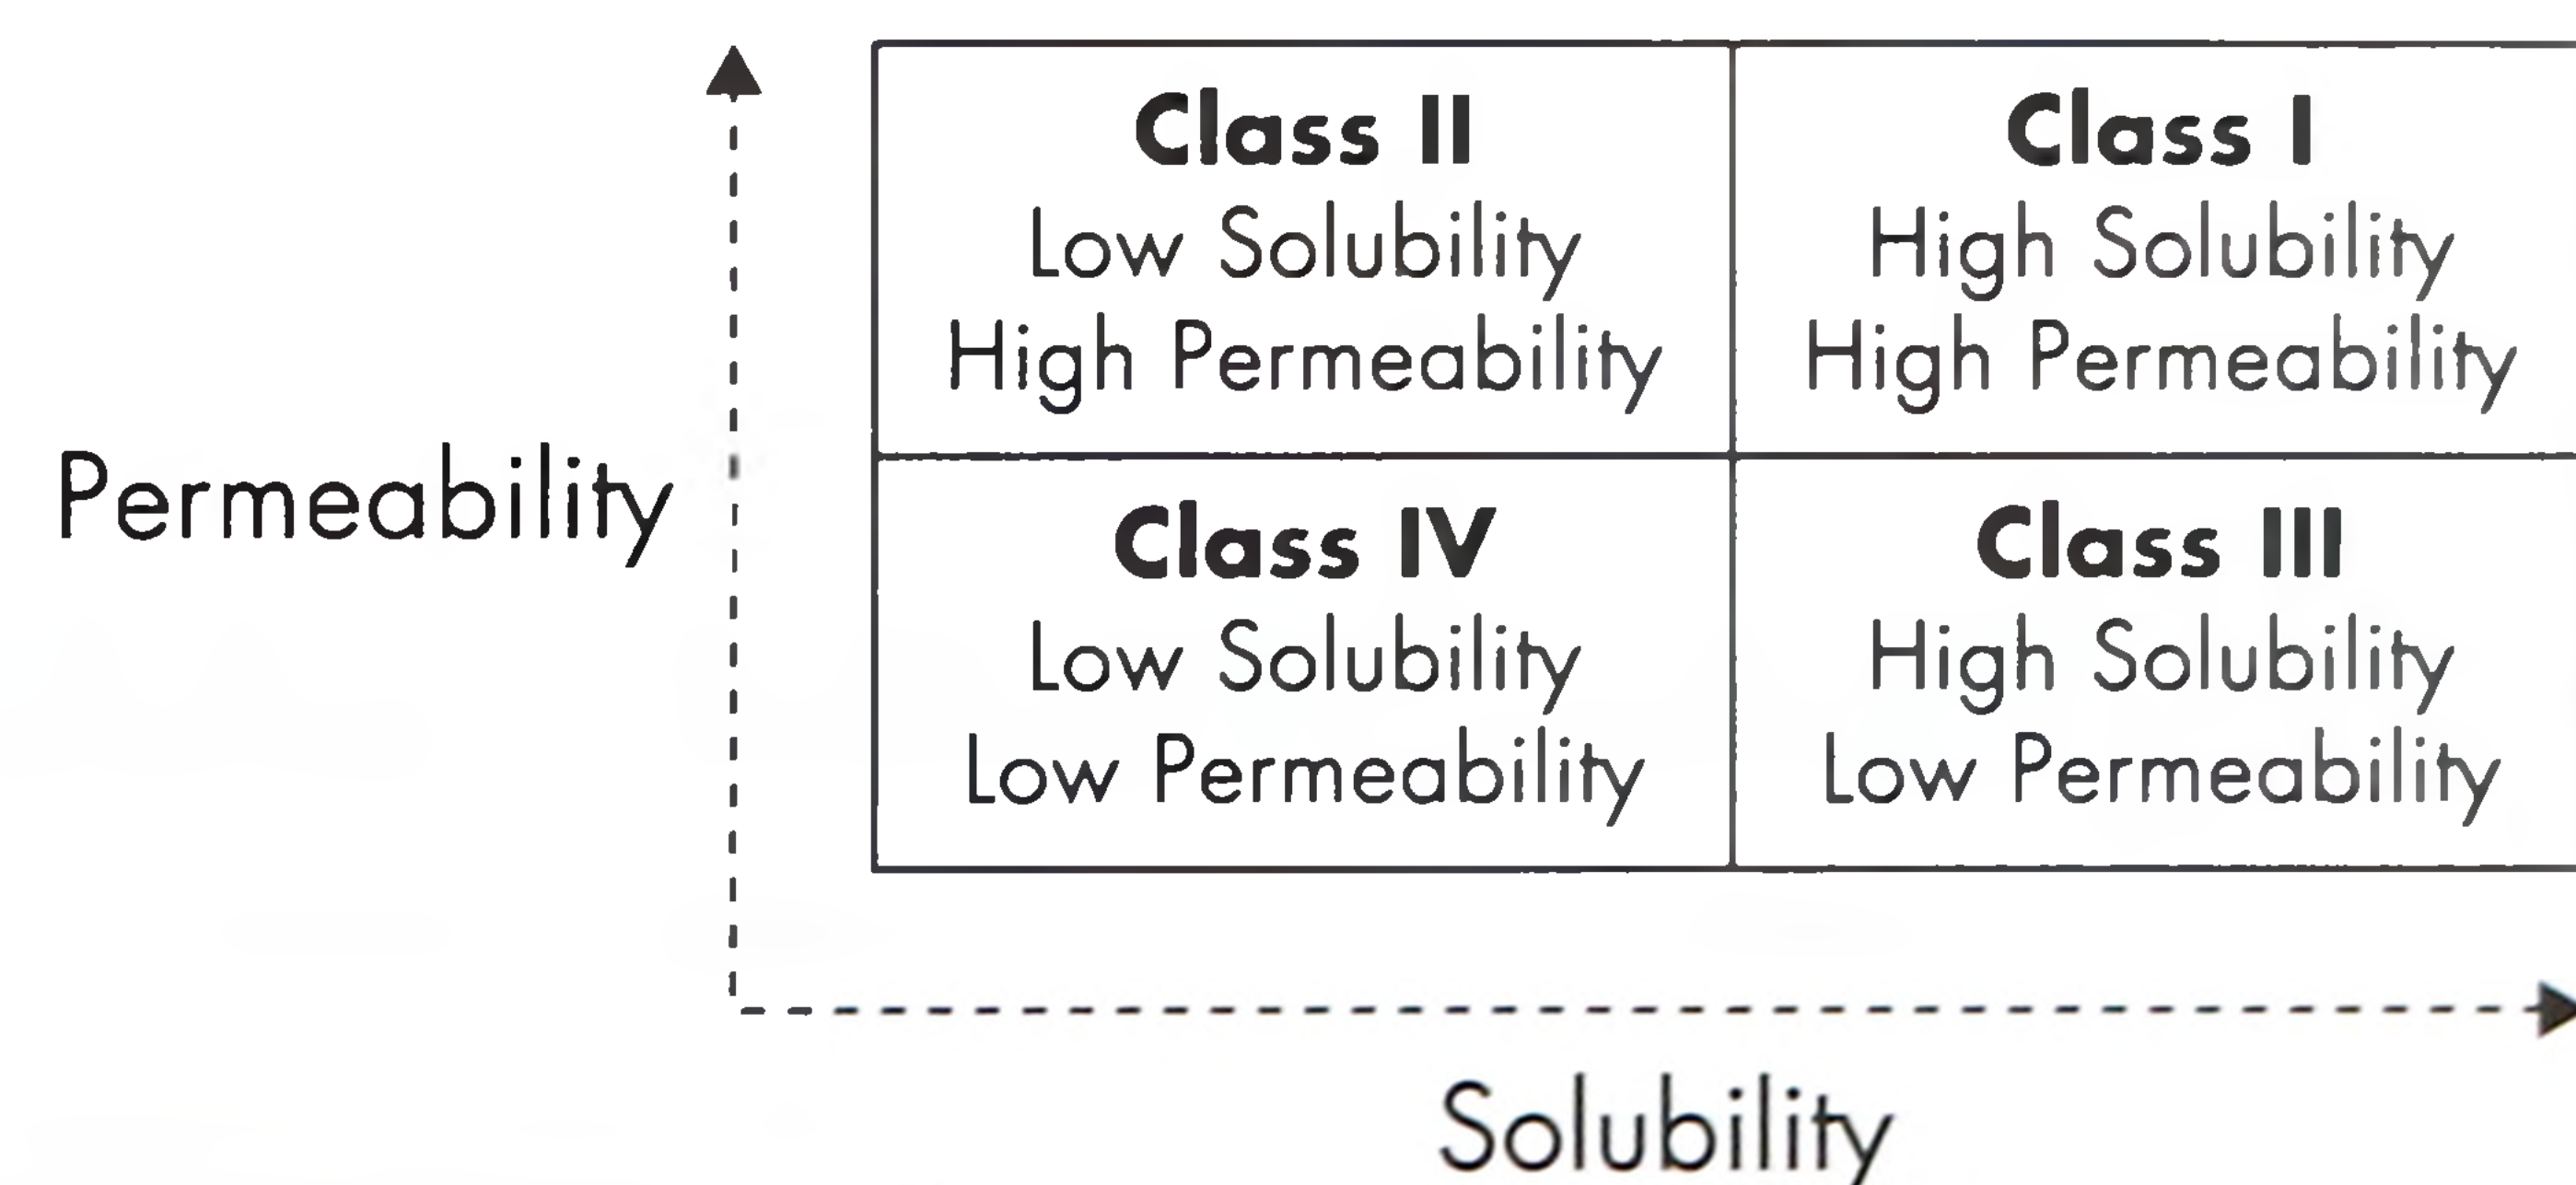 Class II
Low Solubility
High Permeability
Class I
High Solubility
High Permeability
Permeability
Class IV
Low Solubility
Low Permeability
Class III
High Solubility
Low Permeability
Solubility